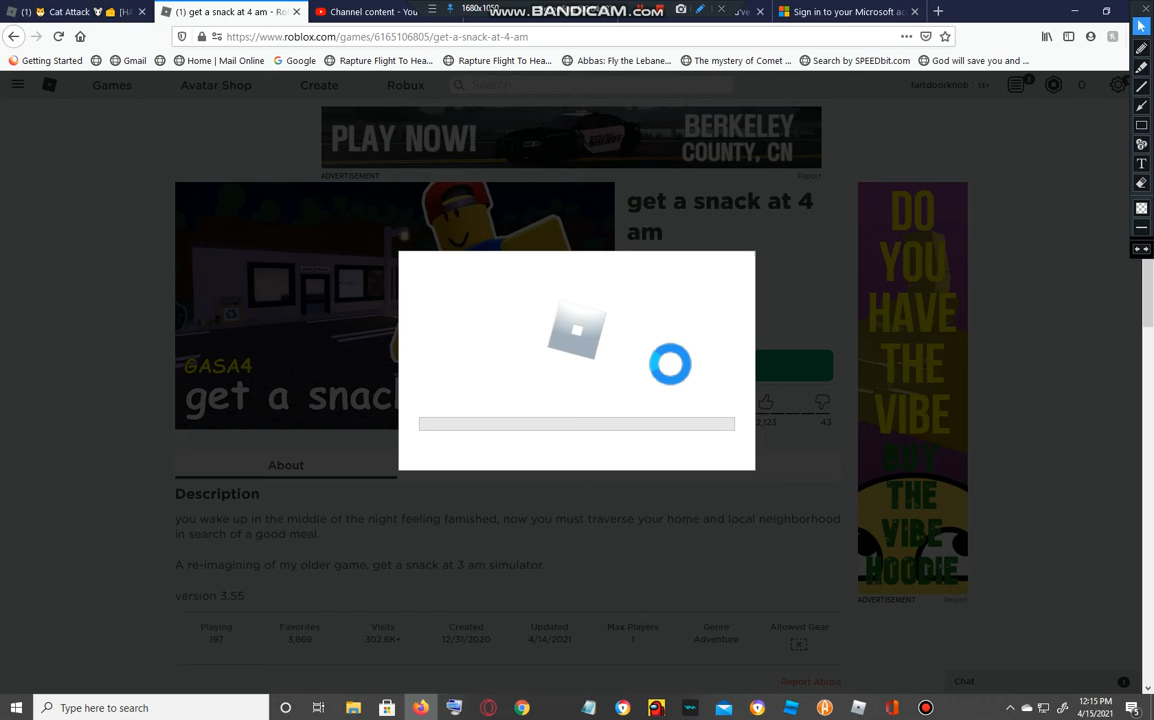 (1) 🐱 Cat Attack 🐭 🧀 [HA
(1) get a snack at 4 am - Ro
Channel content - You
1680x1050
www.BANDICAM.com
Sign in to your Microsoft ac
https://www.roblox.com/games/6165106805/get-a-snack-at-4-am
Getting Started
Gmail
Home | Mail Online
Google
Rapture Flight To Hea...
Rapture Flight To Hea...
Abbas: Fly the Lebane...
The mystery of Comet ...
Search by SPEEDbit.com
God will save you and ...
Games
Avatar Shop
Create
Robux
Search
fartdoorknob : 13+
0
PLAY NOW!
BERKELEY
COUNTY, CN
ADVERTISEMENT
Report
get a snack at 4
am
GASA4
get a snac
2,123
43
DO
YOU
HAVE
THE
VIBE
BUY
THE
VIBE
HOODIE
ADVERTISEMENT
Report
About
Description
you wake up in the middle of the night feeling famished, now you must traverse your home and local neighborhood
in search of a good meal.
A re-imagining of my older game, get a snack at 3 am simulator.
version 3.55
Playing Favorites Visits Created Updated Max Players Genre Allowed Gear
197 3,869 302.6K+ 12/31/2020 4/14/2021 1 Adventure
Report Abuse
Chat
Type here to search
12:15 PM
4/15/2021
5